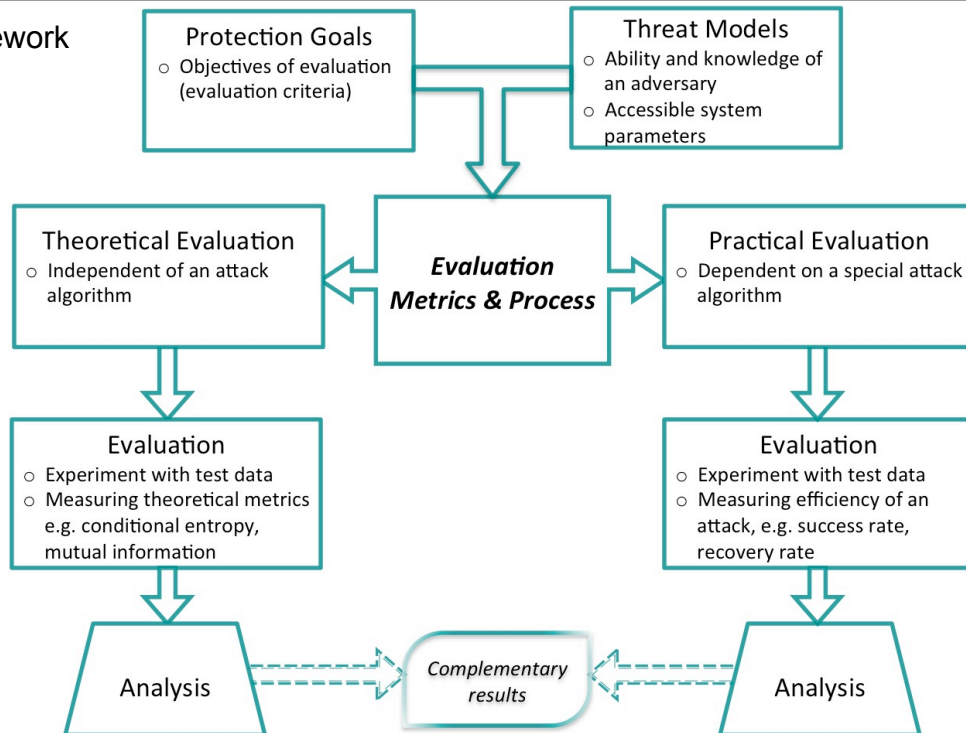 ework
Protection Goals
○ Objectives of evaluation
(evaluation criteria)
Threat Models
○ Ability and knowledge of
an adversary
○ Accessible system
parameters
Theoretical Evaluation
○ Independent of an attack
algorithm
Evaluation
Metrics & Process
Practical Evaluation
○ Dependent on a special attack
algorithm
Evaluation
○ Experiment with test data
○ Measuring theoretical metrics
e.g. conditional entropy,
mutual information
Evaluation
○ Experiment with test data
○ Measuring efficiency of an
attack, e.g. success rate,
recovery rate
Analysis
Complementary
results
Analysis